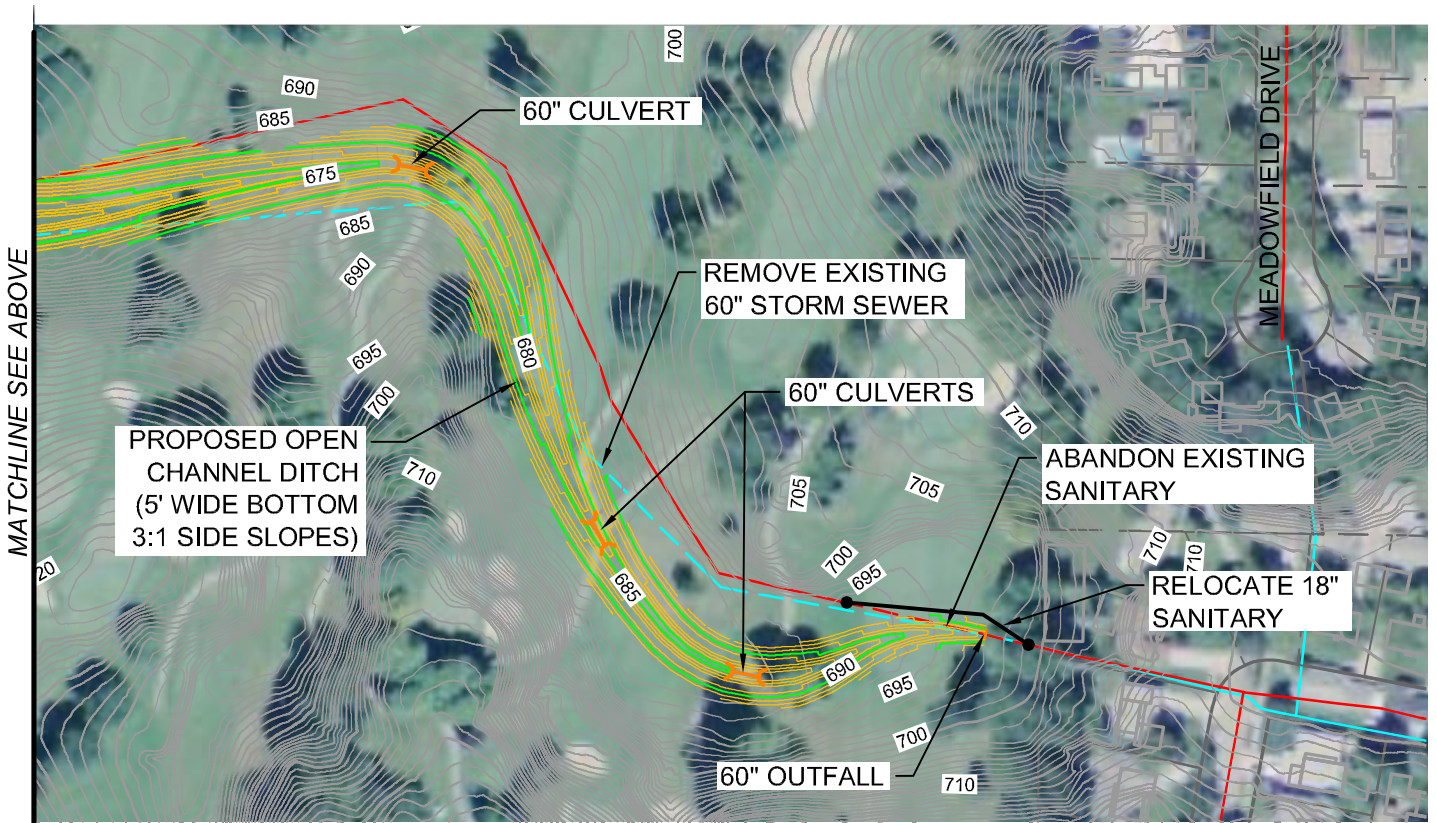 700
690
60" CULVERT
685
MEADOWFIELD DRIVE
675
685
690
MATCHLINE SEE ABOVE
REMOVE EXISTING
60" STORM SEWER
680
695
700
60" CULVERTS
710
PROPOSED OPEN
CHANNEL DITCH
(5' WIDE BOTTOM
3:1 SIDE SLOPES)
710
ABANDON EXISTING
SANITARY
705
705
700
695
710
710
20
685
RELOCATE 18"
SANITARY
690
695
700
60" OUTFALL
710